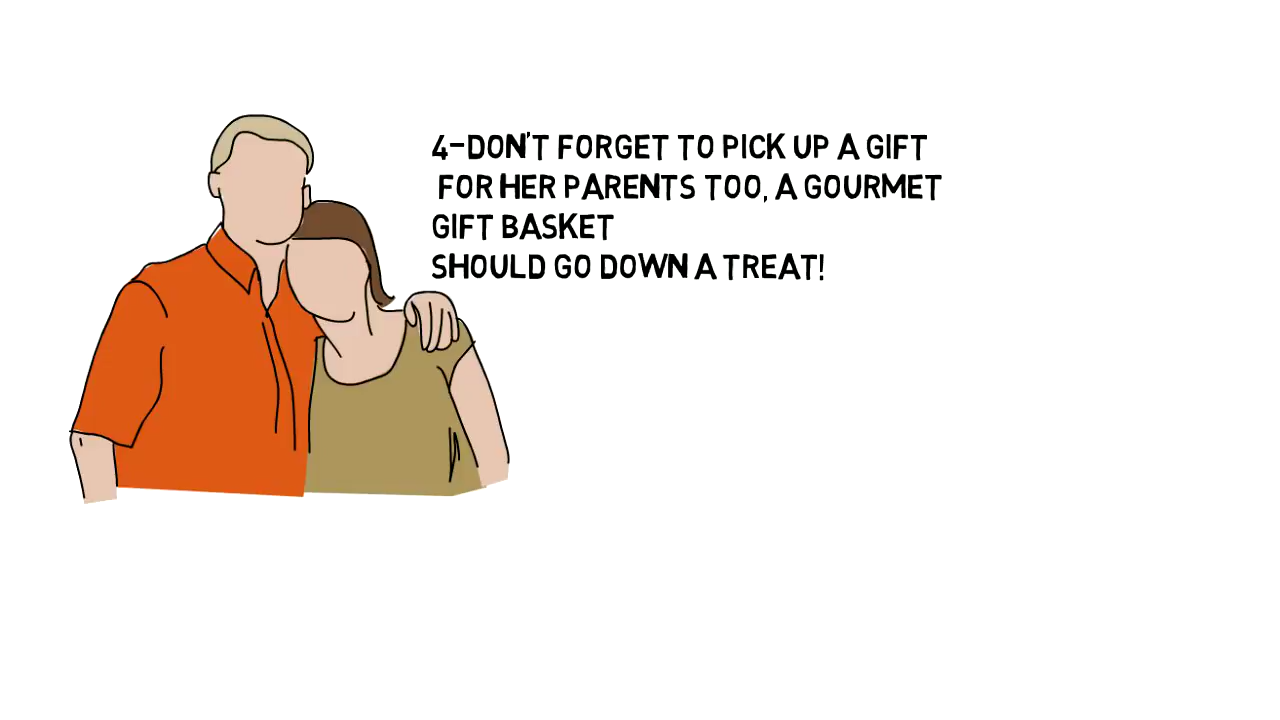 4-DON'T FORGET TO PICK UP A GIFT
FOR HER PARENTS TOO, A GOURMET
GIFT BASKET
SHOULD GO DOWN A TREAT!